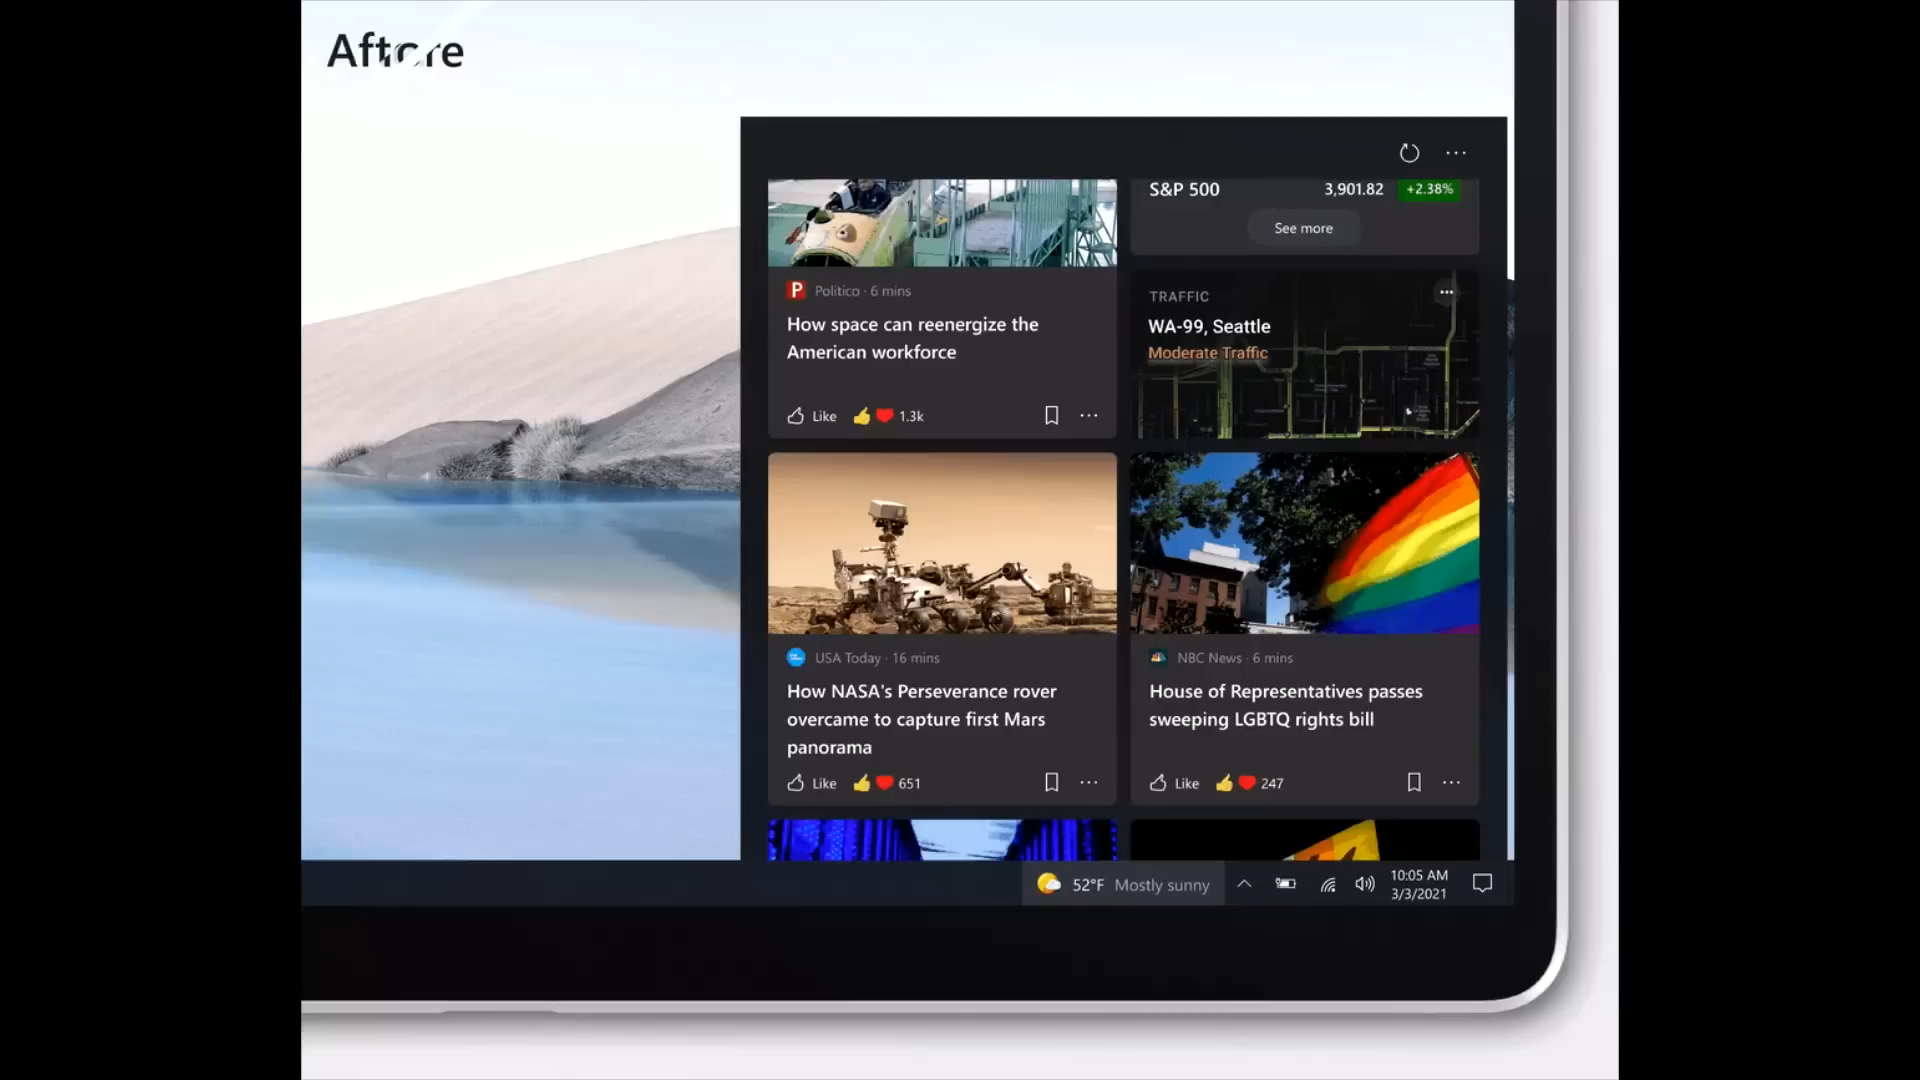 S&P 500 3,901.82 +2.38%
See more
P Politico · 6 mins
How space can reenergize the
American workforce
Like 1.3k
TRAFFIC
WA-99, Seattle
Moderate Traffic
USA Today · 16 mins
How NASA's Perseverance rover
overcame to capture first Mars
panorama
Like 651
NBC News · 6 mins
House of Representatives passes
sweeping LGBTQ rights bill
Like 247
52°F Mostly sunny
10:05 AM
3/3/2021